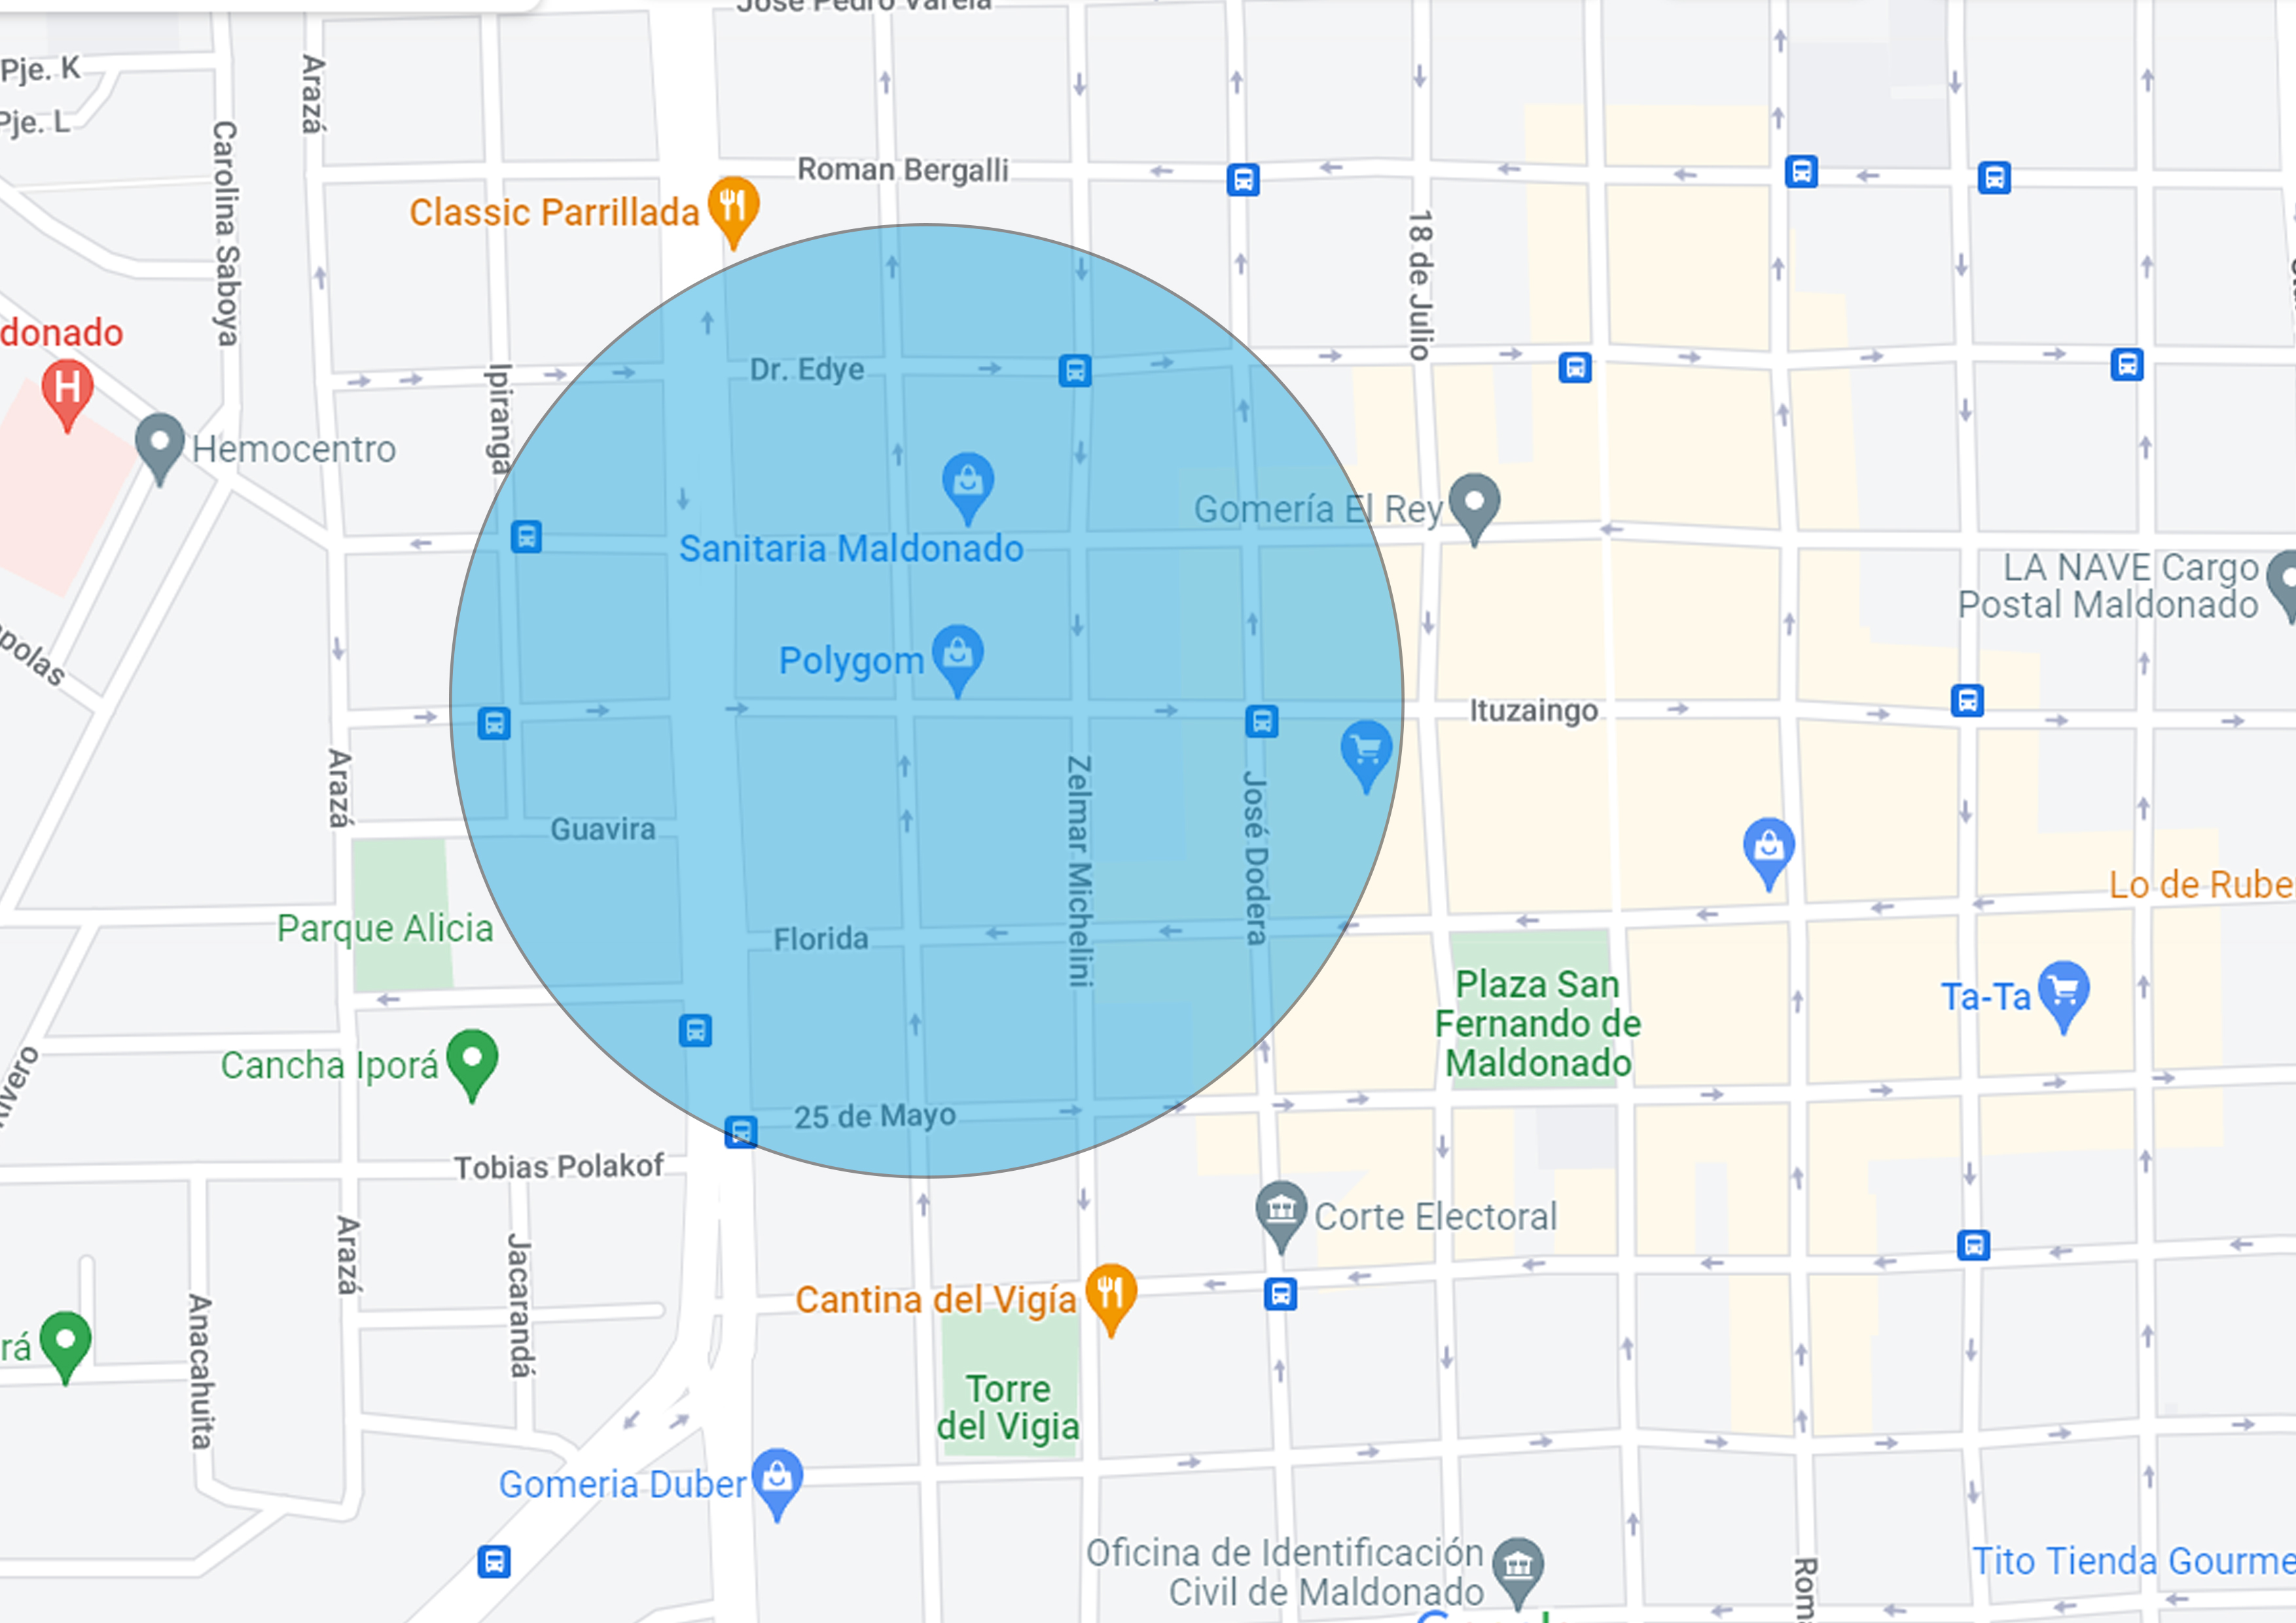 José Pedro Varela
Pje. K
Pje. L
Arazá
Carolina Saboya
Roman Bergalli
Classic Parrillada
18 de Julio
donado
H
Dr. Edye
Ipiranga
Hemocentro
Gomería El Rey
Sanitaria Maldonado
LA NAVE Cargo
Postal Maldonado
polas
Polygom
Ituzaingo
Arazá
Zelmar Michelini
José Dodera
Guavira
Lo de Rube
Parque Alicia
Florida
Plaza San
Fernando de
Maldonado
Ta-Ta
Cancha Iporá
ivero
25 de Mayo
Tobias Polakof
Corte Electoral
Arazá
Jacarandá
Anacahuita
Cantina del Vigía
rá
Torre
del Vigia
Gomeria Duber
Oficina de Identificación
Civil de Maldonado
Tito Tienda Gourme
Roma